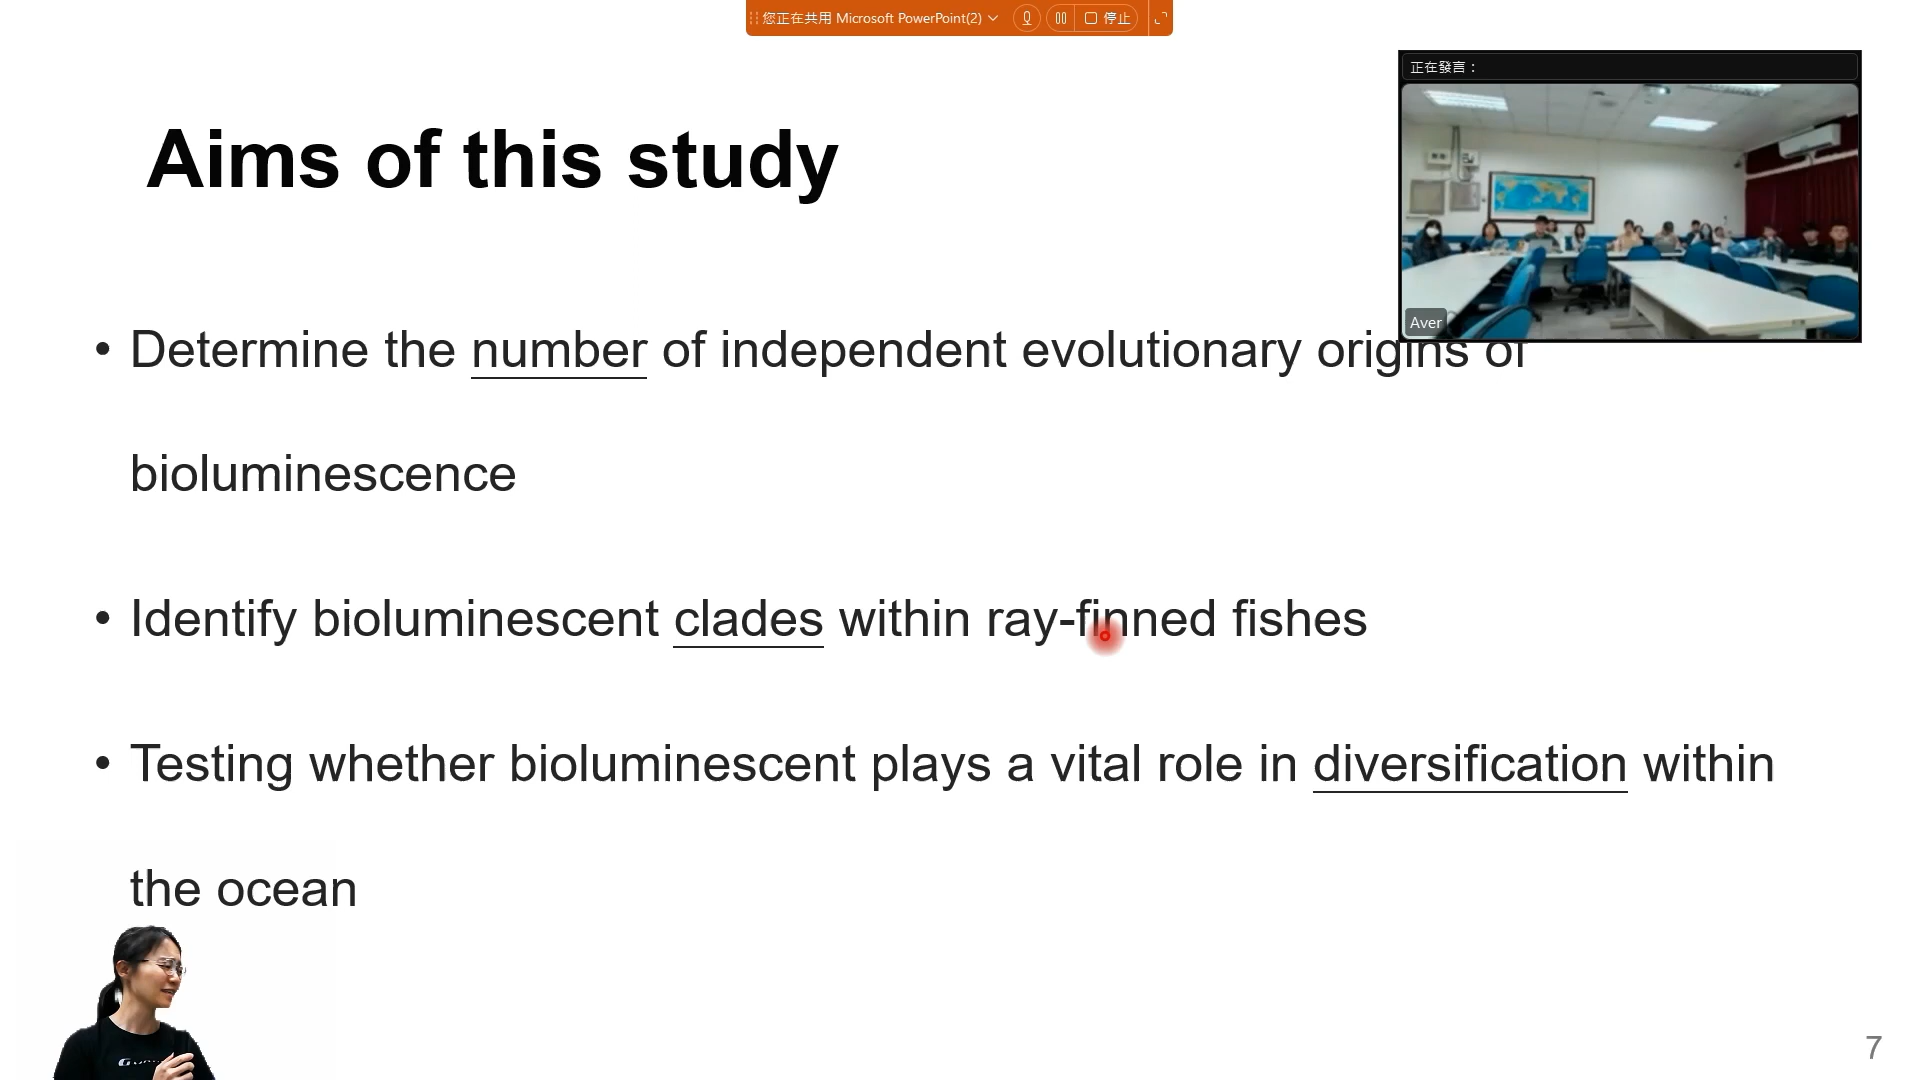 您正在共用 Microsoft PowerPoint(2)
停止
正在發言：
Aver
Aims of this study
• Determine the number of independent evolutionary origins of
bioluminescence
• Identify bioluminescent clades within ray-finned fishes
• Testing whether bioluminescent plays a vital role in diversification within
the ocean
7